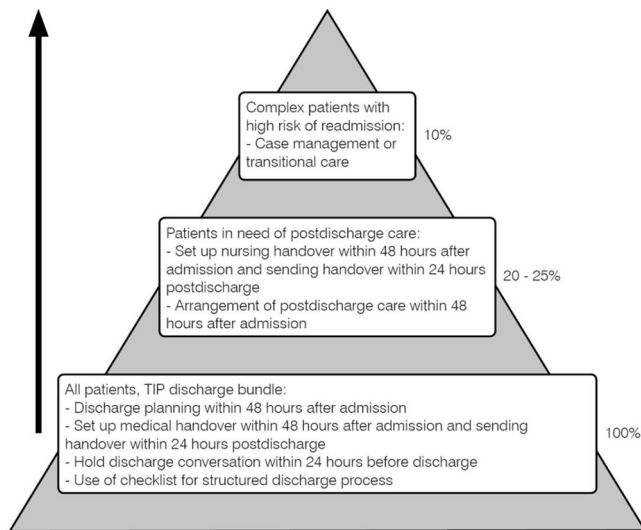 Complex patients with
high risk of readmission:
- Case management or
transitional care
10%
Patients in need of postdischarge care:
- Set up nursing handover within 48 hours after
admission and sending handover within 24 hours
postdischarge
- Arrangement of postdischarge care within 48
hours after admission
20 - 25%
All patients, TIP discharge bundle:
- Discharge planning within 48 hours after admission
- Set up medical handover within 48 hours after admission and sending
handover within 24 hours postdischarge
- Hold discharge conversation within 24 hours before discharge
- Use of checklist for structured discharge process
100%